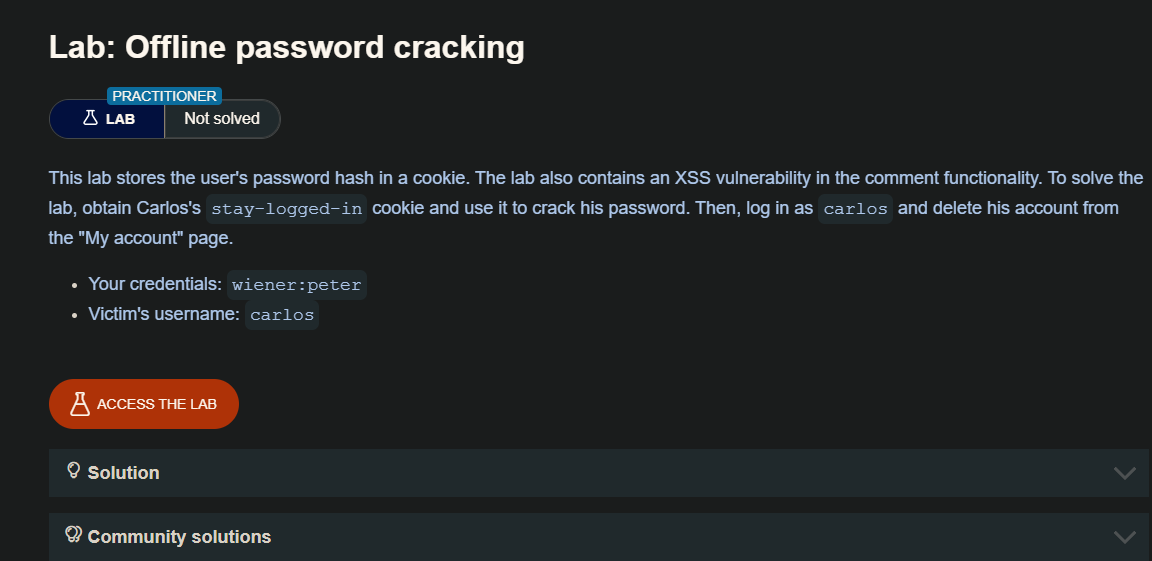 Lab: Offline password cracking
PRACTITIONER
LAB
Not solved
This lab stores the user's password hash in a cookie. The lab also contains an XSS vulnerability in the comment functionality. To solve the
lab, obtain Carlos's stay-logged-in cookie and use it to crack his password. Then, log in as carlos and delete his account from
the "My account" page.
• Your credentials: wiener:peter
• Victim's username: carlos
ACCESS THE LAB
Solution
Community solutions